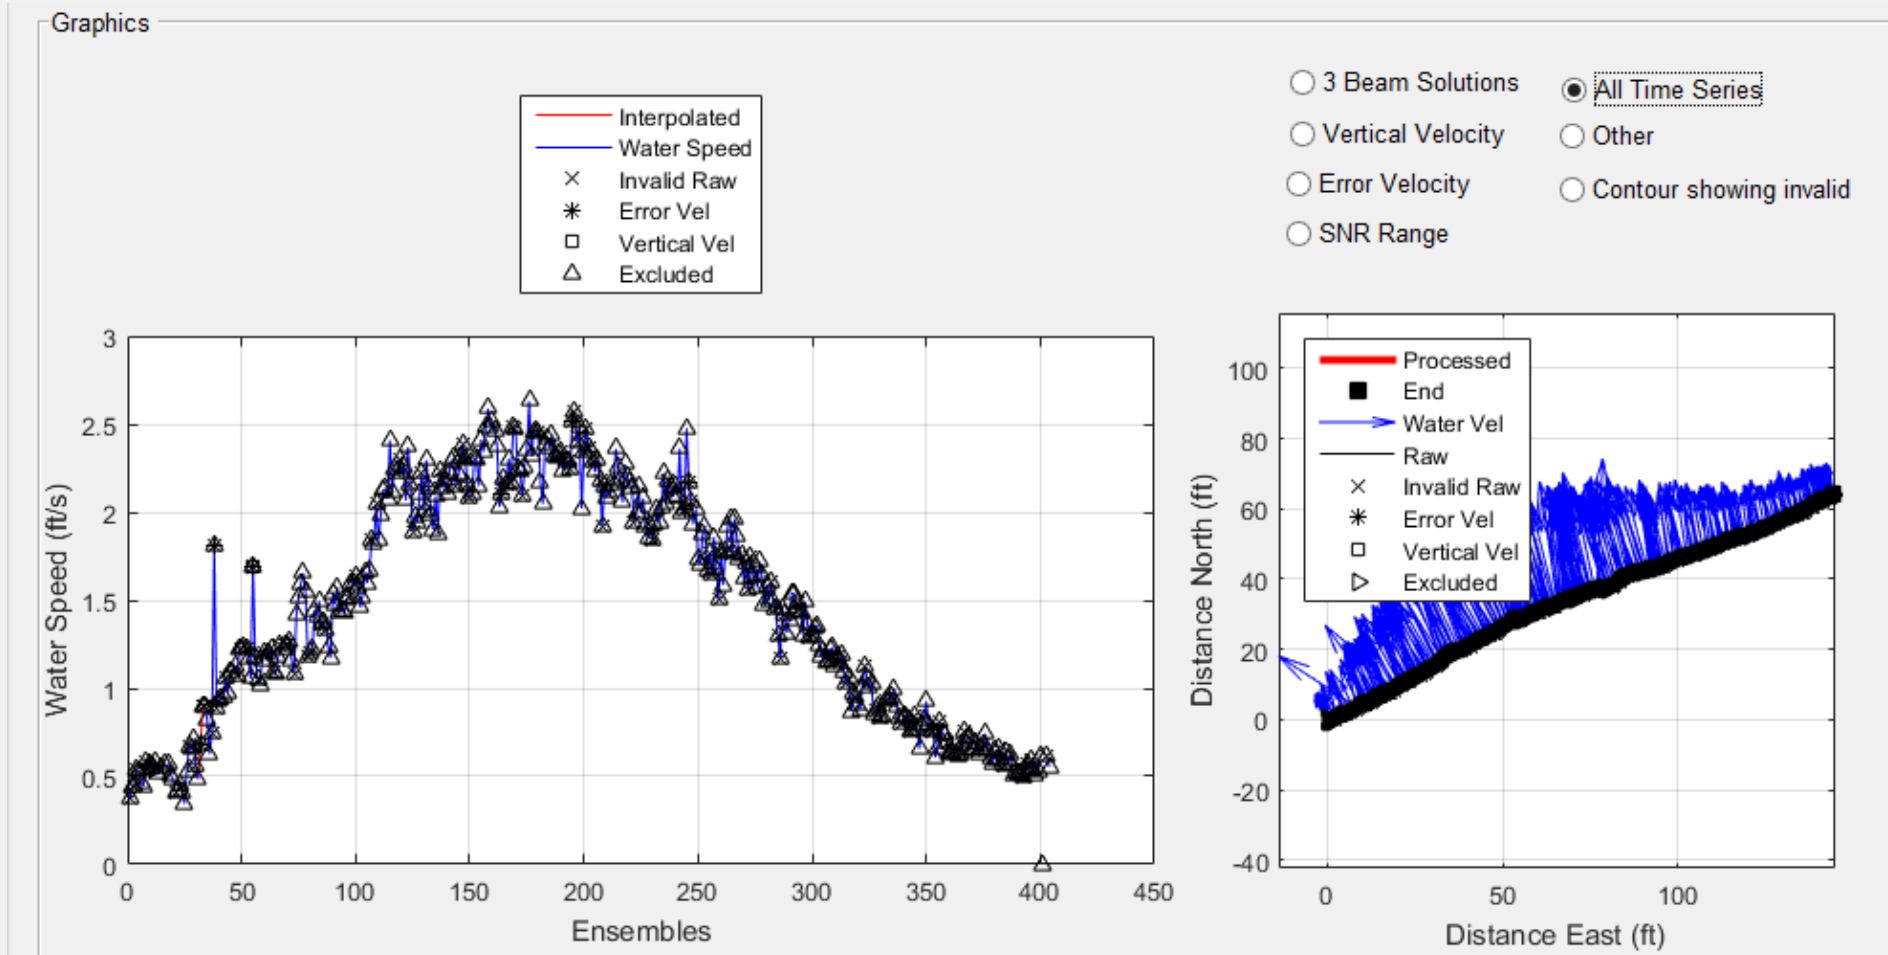 Graphics
3 Beam Solutions
All Time Series
Vertical Velocity
Other
Error Velocity
Contour showing invalid
SNR Range
Interpolated
Water Speed
Invalid Raw
Error Vel
Vertical Vel
Excluded
3
2.5
2
1.5
1
0.5
0
Water Speed (ft/s)
0 50 100 150 200 250 300 350 400 450
Ensembles
Processed
End
Water Vel
Raw
Invalid Raw
Error Vel
Vertical Vel
Excluded
100
80
60
40
20
0
-20
-40
Distance North (ft)
0 50 100
Distance East (ft)